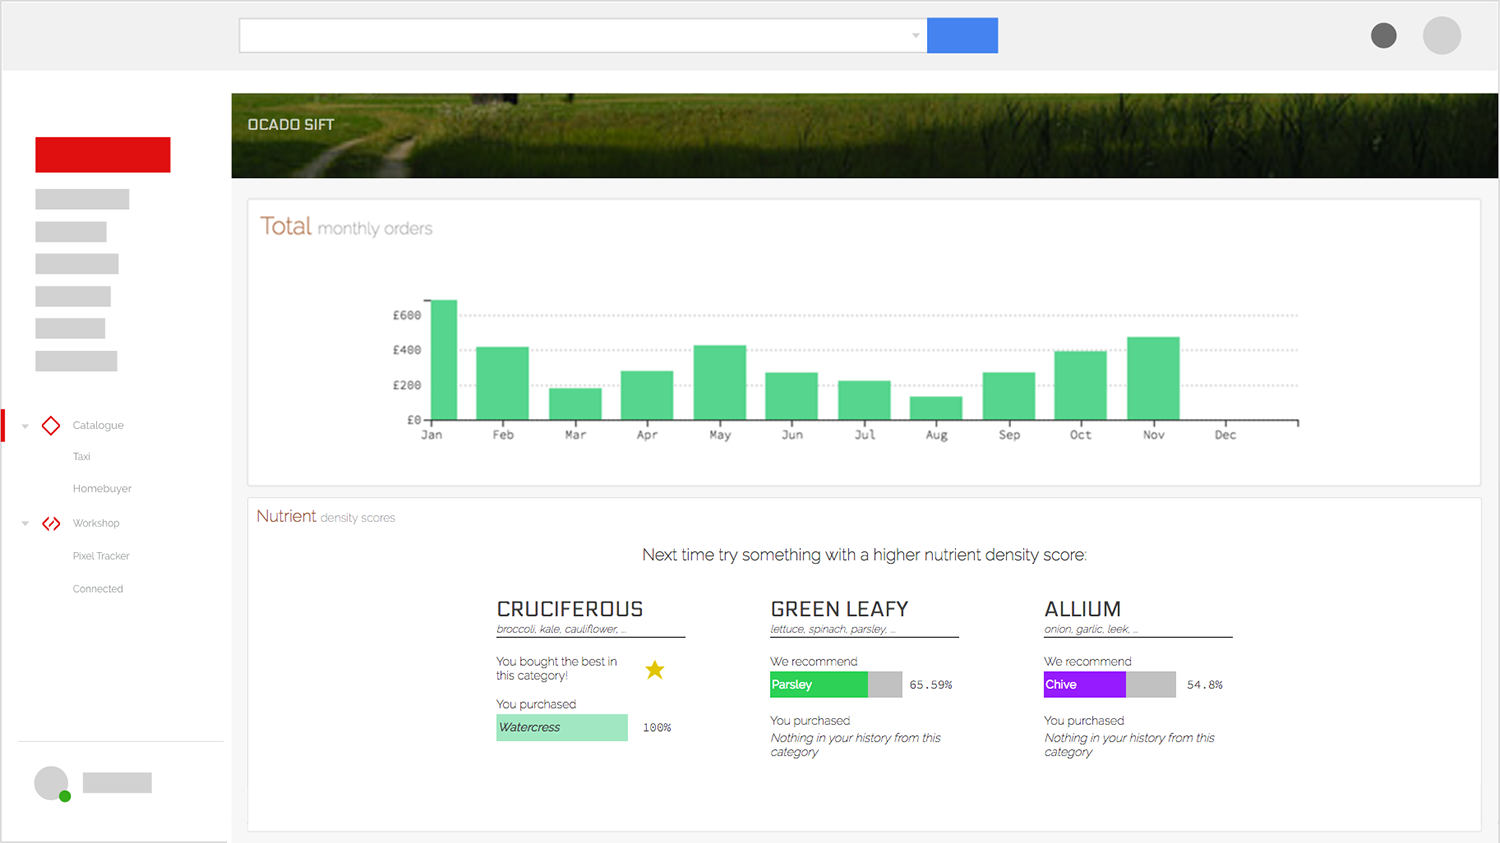 OCADO SIFT
Total monthly orders
£600
£400
£200
£0
Jan Feb Mar Apr May Jun Jul Aug Sep Oct Nov Dec
Catalogue
Taxi
Homebuyer
Workshop
Pixel Tracker
Connected
Nutrient density scores
Next time try something with a higher nutrient density score:
CRUCIFEROUS
broccoli, kale, cauliflower, ...
You bought the best in
this category!
You purchased
Watercress 100%
GREEN LEAFY
lettuce, spinach, parsley, ...
We recommend
Parsley 65.59%
You purchased
Nothing in your history from this
category
ALLIUM
onion, garlic, leek, ...
We recommend
Chive 54.8%
You purchased
Nothing in your history from this
category